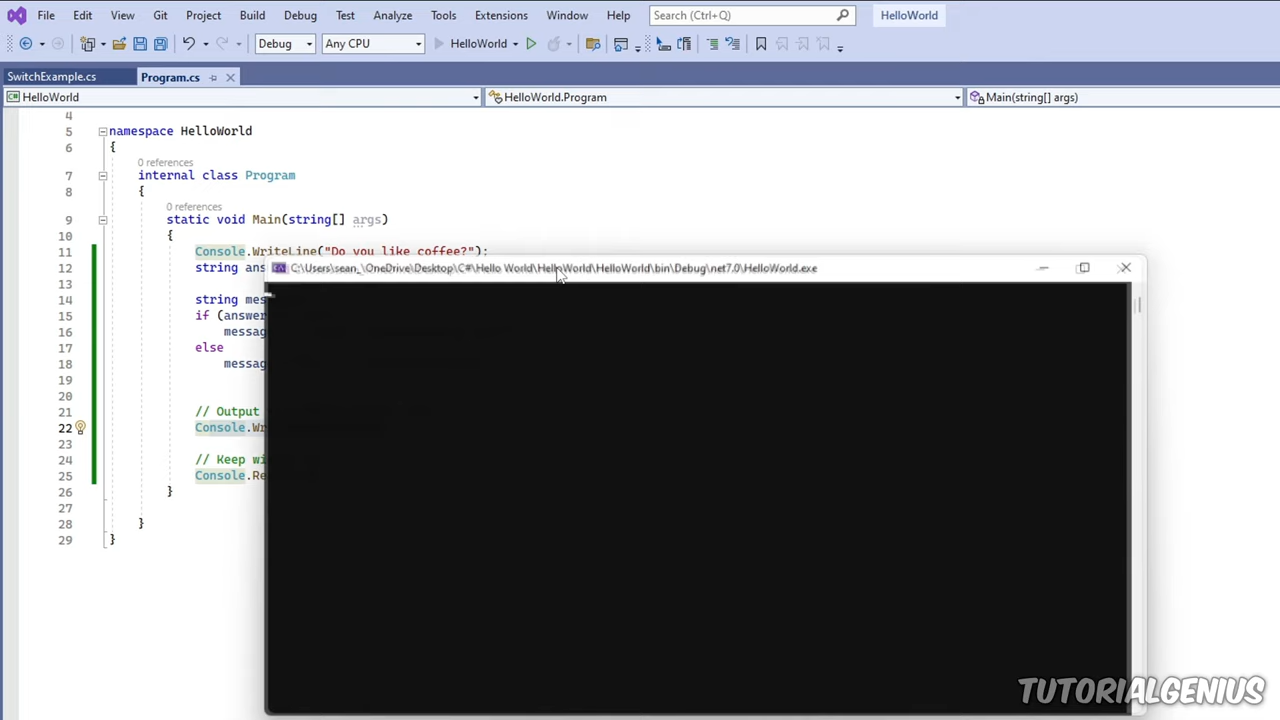 File Edit View Git Project Build Debug Test Analyze Tools Extensions Window Help Search (Ctrl+Q) HelloWorld
Debug Any CPU HelloWorld
SwitchExample.cs Program.cs
HelloWorld HelloWorld.Program Main(string[] args)
4
5 namespace HelloWorld
6 {
0 references
7 internal class Program
8 {
0 references
9 static void Main(string[] args)
10 {
11 Console.WriteLine("Do you like coffee?");
C:\Users\sean_\OneDrive\Desktop\C#\Hello World\HelloWorld\HelloWorld\bin\Debug\net7.0\HelloWorld.exe
12 string ans
13
14 string mes
15 if (answer
16 messag
17 else
18 messag
19
20
21 // Output
22 Console.Wr
23
24 // Keep wi
25 Console.Re
26 }
27
28 }
29 }
TUTORIALGENIUS